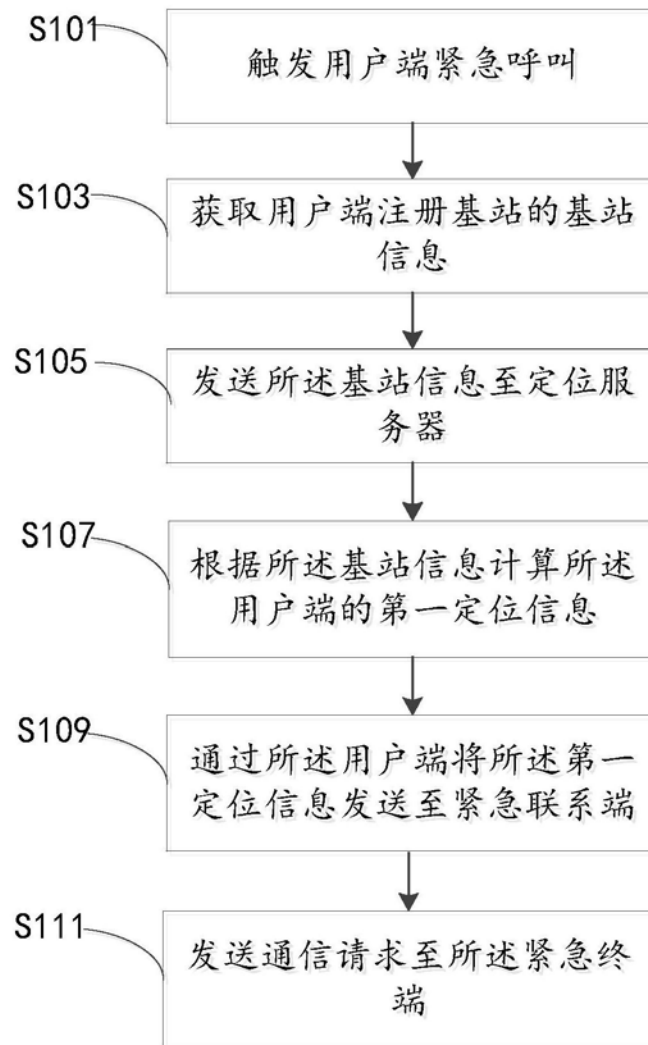 S101
触发用户端紧急呼叫
S103
获取用户端注册基站的基站
信息
S105
发送所述基站信息至定位服
务器
S107
根据所述基站信息计算所述
用户端的第一定位信息
S109
通过所述用户端将所述第一
定位信息发送至紧急联系端
S111
发送通信请求至所述紧急终
端